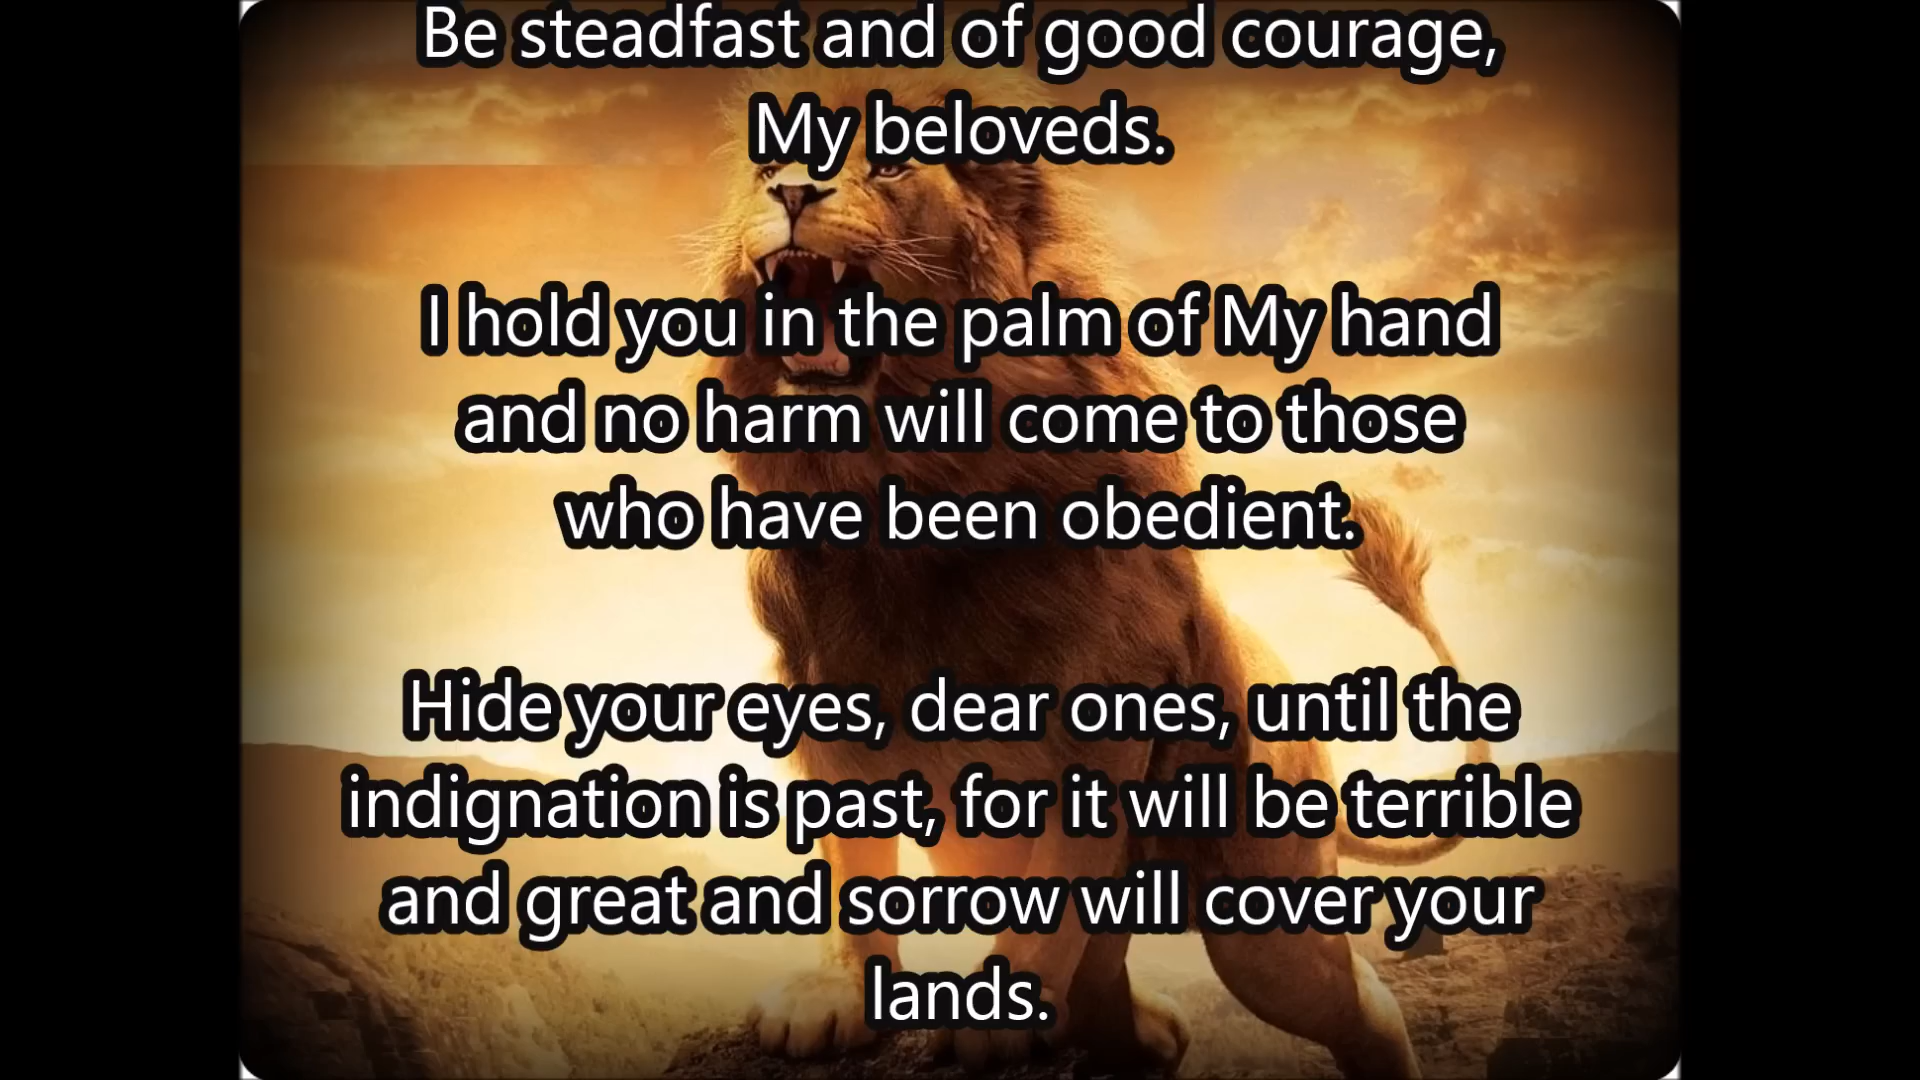 Be steadfast and of good courage,
My beloveds.
I hold you in the palm of My hand
and no harm will come to those
who have been obedient.
Hide your eyes, dear ones, until the
indignation is past, for it will be terrible
and great and sorrow will cover your
lands.